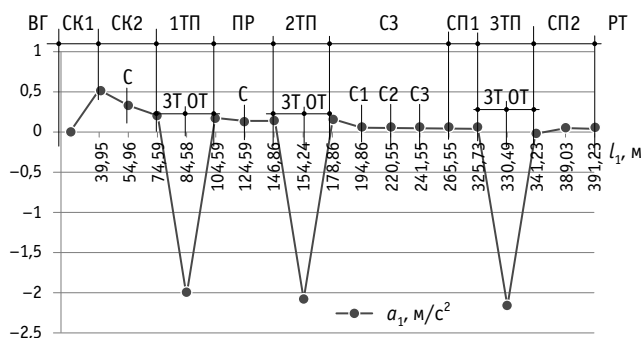 ВГ СК1 СК2 1ТП ПР 2ТП С3 СП1 3ТП СП2 РТ
1
0,5
0
−0,5
−1
−1,5
−2
−2,5
С С С1 С2 С3
ЗТ ОТ ЗТ ОТ ЗТ ОТ
39,95 54,96 74,59 84,58 104,59 124,59 146,86 154,24 178,86 194,86 220,55 241,55 265,55 325,73 330,49 341,23 389,03 391,23
l₁, м
a₁, м/с²